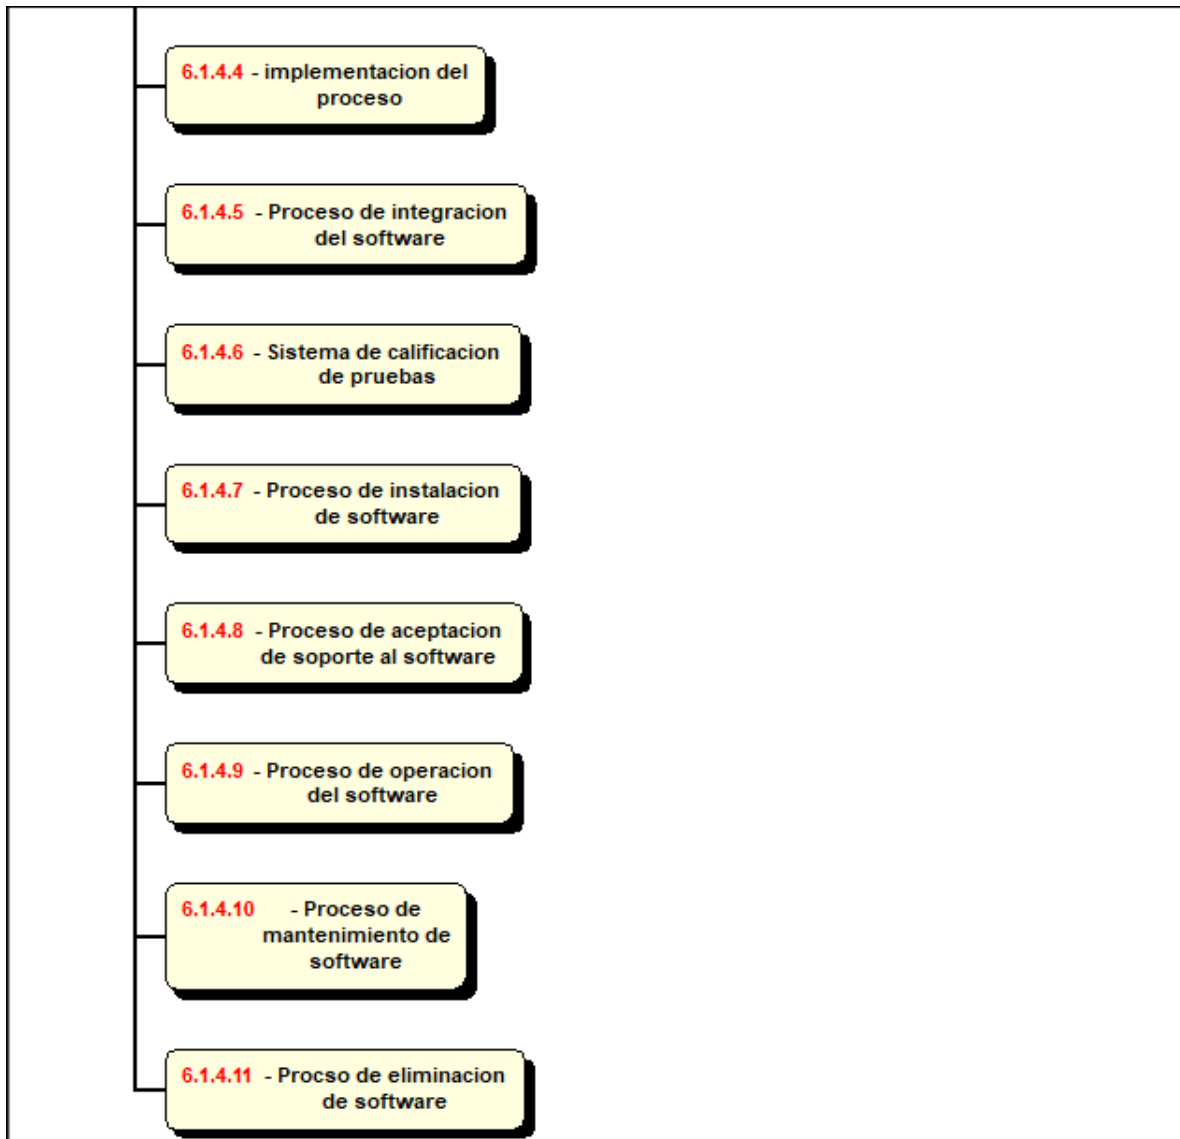 6.1.4.4 - implementacion del
proceso
6.1.4.5 - Proceso de integracion
del software
6.1.4.6 - Sistema de calificacion
de pruebas
6.1.4.7 - Proceso de instalacion
de software
6.1.4.8 - Proceso de aceptacion
de soporte al software
6.1.4.9 - Proceso de operacion
del software
6.1.4.10 - Proceso de
mantenimiento de
software
6.1.4.11 - Procso de eliminacion
de software